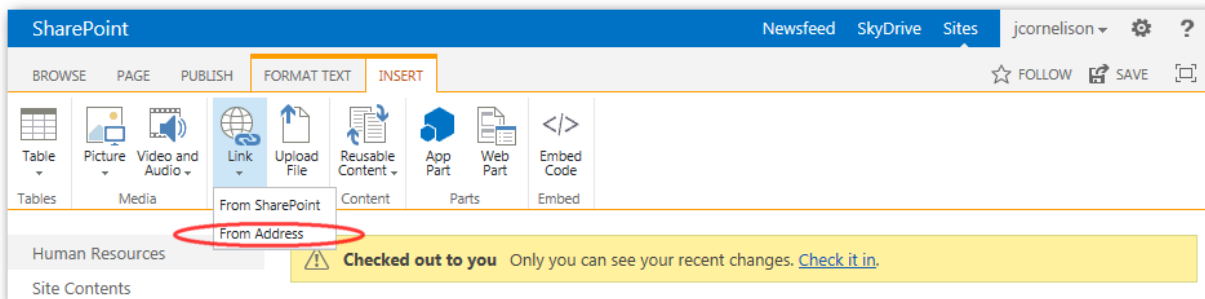 SharePoint Newsfeed SkyDrive Sites jcornelison ?
BROWSE PAGE PUBLISH FORMAT TEXT INSERT FOLLOW SAVE
</>
Table Picture Video and Link Upload Reusable App Web Embed
Audio File Content Part Part Code
Tables Media Content Parts Embed
From SharePoint
From Address
Human Resources
Checked out to you Only you can see your recent changes. Check it in.
Site Contents